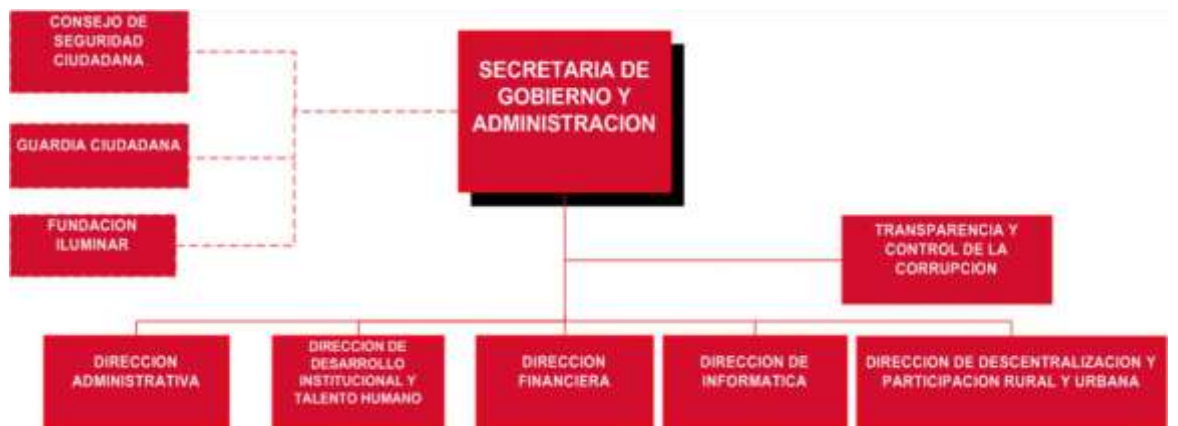 CONSEJO DE
SEGURIDAD
CIUDADANA
SECRETARIA DE
GOBIERNO Y
ADMINISTRACION
GUARDIA CIUDADANA
FUNDACION
ILUMINAR
TRANSPARENCIA Y
CONTROL DE LA
CORRUPCION
DIRECCION
ADMINISTRATIVA
DIRECCION DE
DESARROLLO
INSTITUCIONAL Y
TALENTO HUMANO
DIRECCION
FINANCIERA
DIRECCION DE
INFORMATICA
DIRECCION DE DESCENTRALIZACION Y
PARTICIPACION RURAL Y URBANA